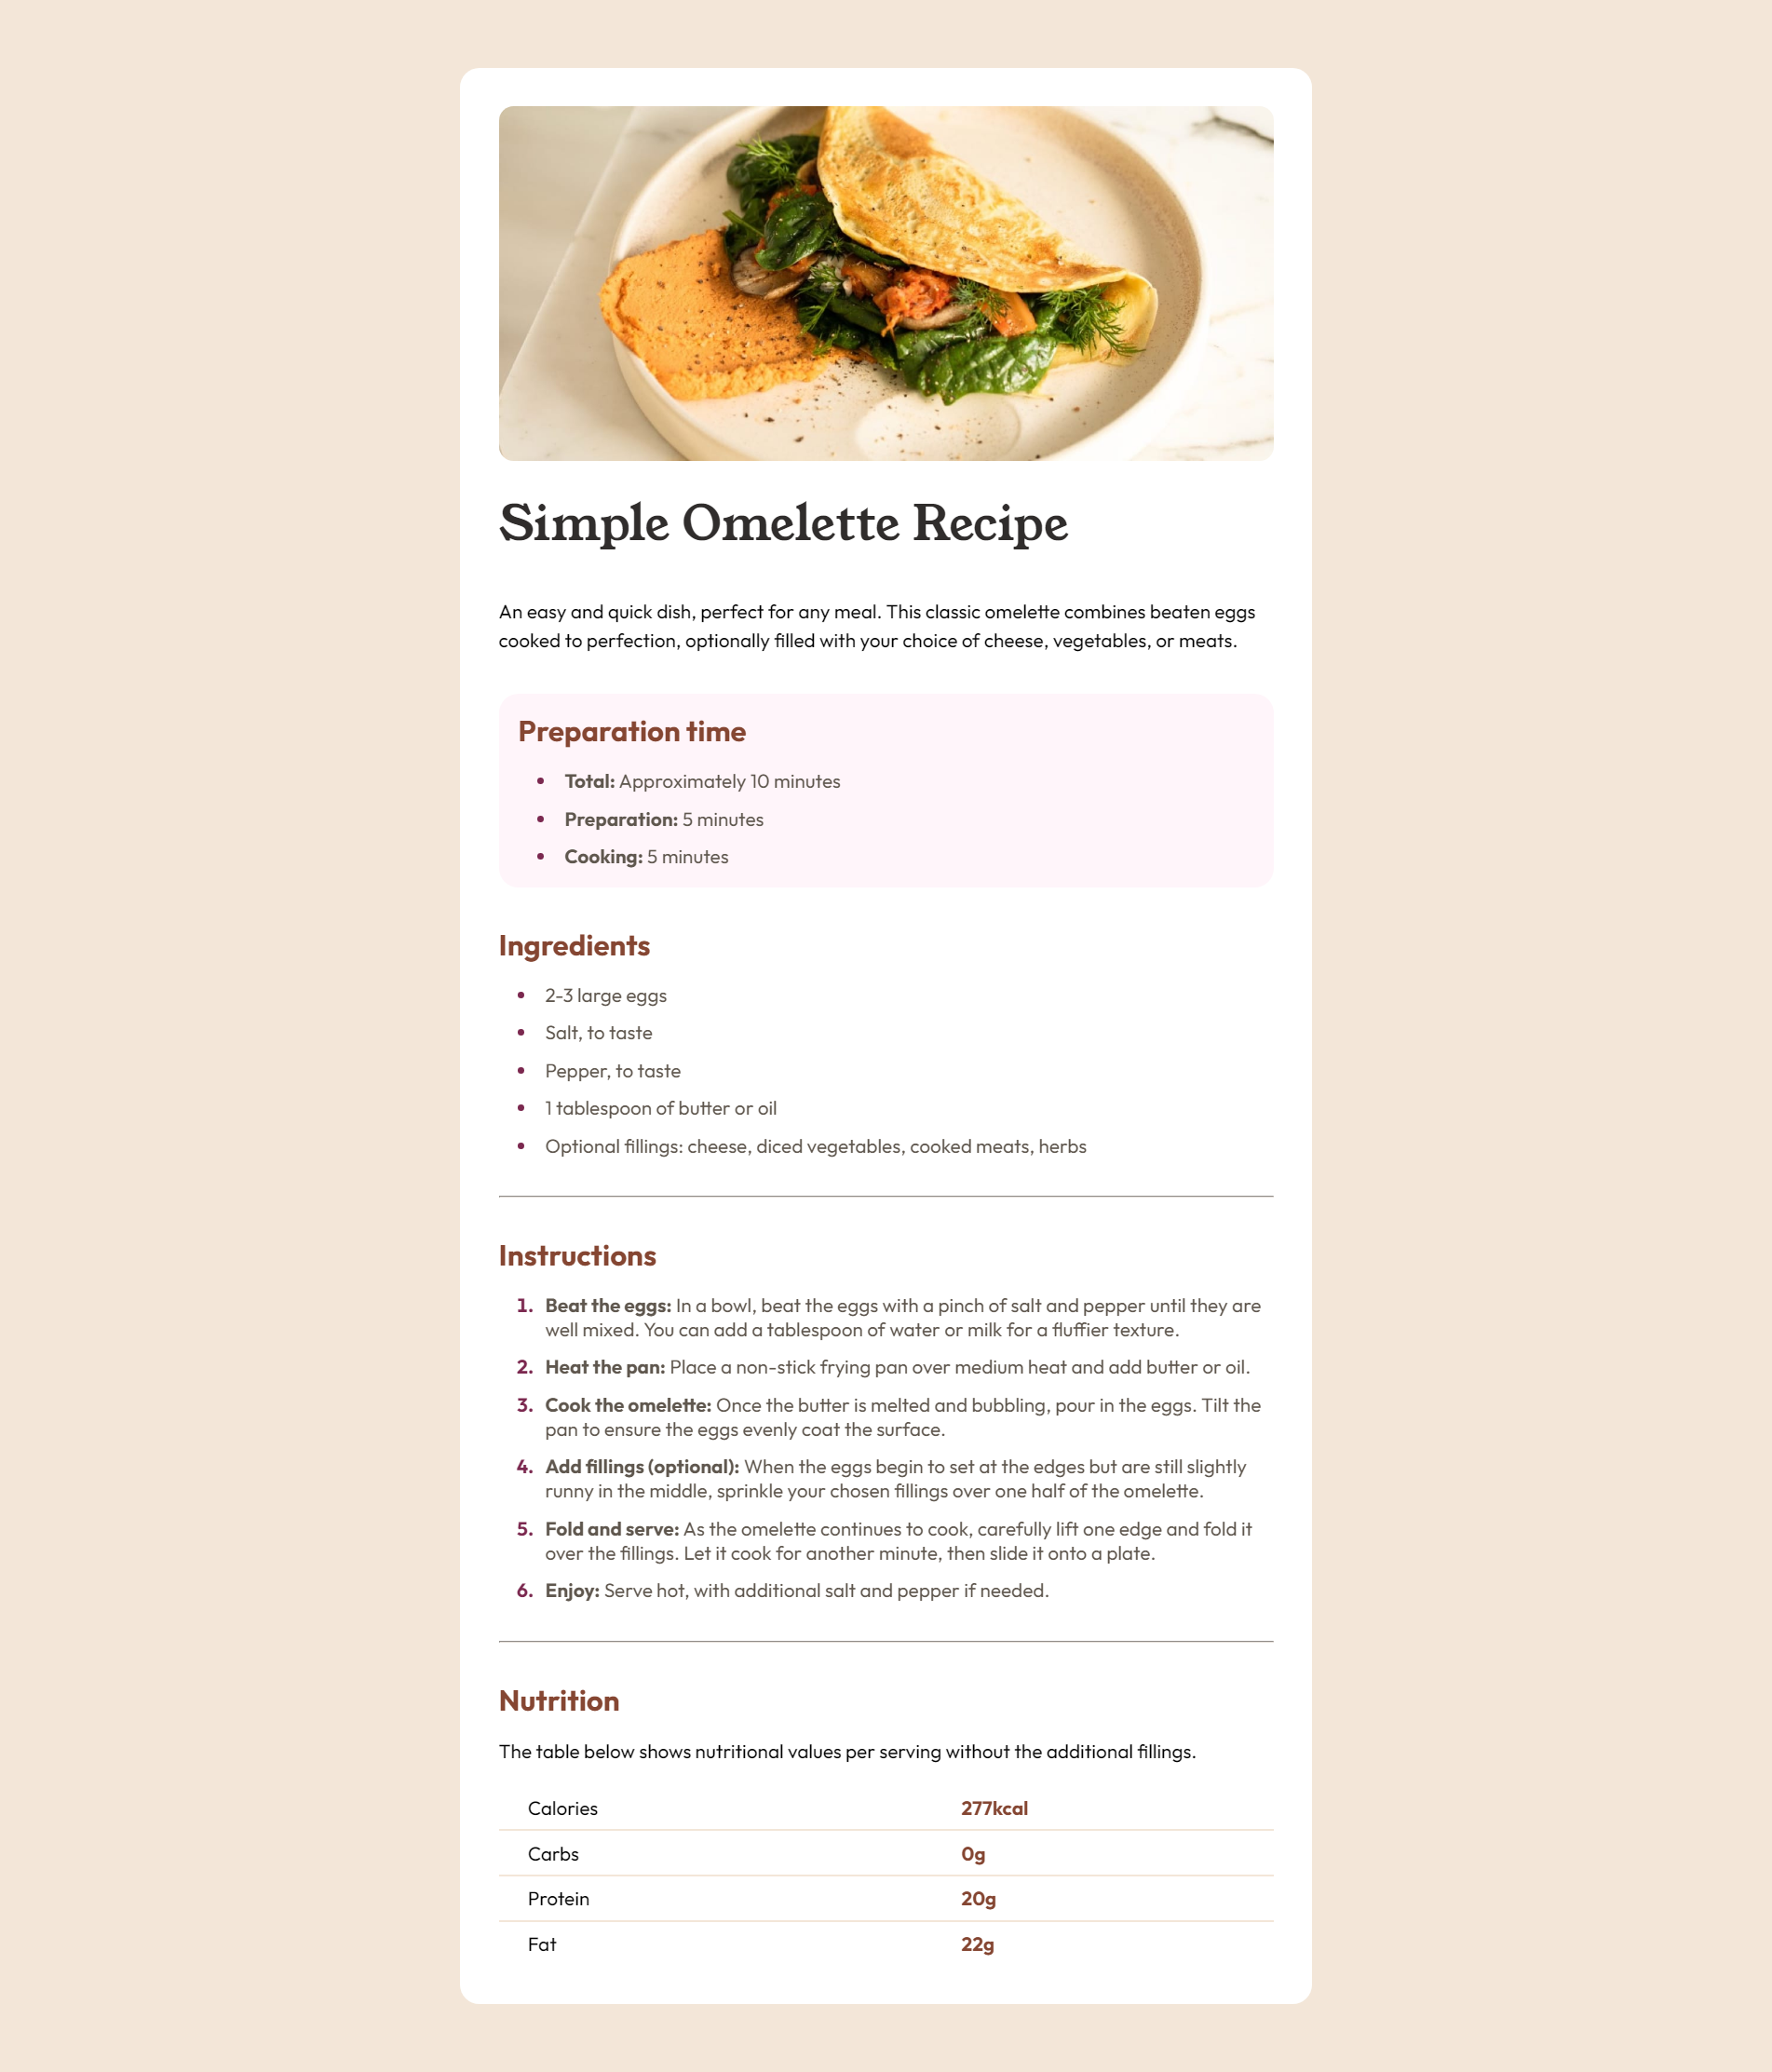 Simple Omelette Recipe
An easy and quick dish, perfect for any meal. This classic omelette combines beaten eggs
cooked to perfection, optionally filled with your choice of cheese, vegetables, or meats.
Preparation time
• Total: Approximately 10 minutes
• Preparation: 5 minutes
• Cooking: 5 minutes
Ingredients
• 2-3 large eggs
• Salt, to taste
• Pepper, to taste
• 1 tablespoon of butter or oil
• Optional fillings: cheese, diced vegetables, cooked meats, herbs
Instructions
1. Beat the eggs: In a bowl, beat the eggs with a pinch of salt and pepper until they are
well mixed. You can add a tablespoon of water or milk for a fluffier texture.
2. Heat the pan: Place a non-stick frying pan over medium heat and add butter or oil.
3. Cook the omelette: Once the butter is melted and bubbling, pour in the eggs. Tilt the
pan to ensure the eggs evenly coat the surface.
4. Add fillings (optional): When the eggs begin to set at the edges but are still slightly
runny in the middle, sprinkle your chosen fillings over one half of the omelette.
5. Fold and serve: As the omelette continues to cook, carefully lift one edge and fold it
over the fillings. Let it cook for another minute, then slide it onto a plate.
6. Enjoy: Serve hot, with additional salt and pepper if needed.
Nutrition
The table below shows nutritional values per serving without the additional fillings.
Calories 277kcal
Carbs 0g
Protein 20g
Fat 22g